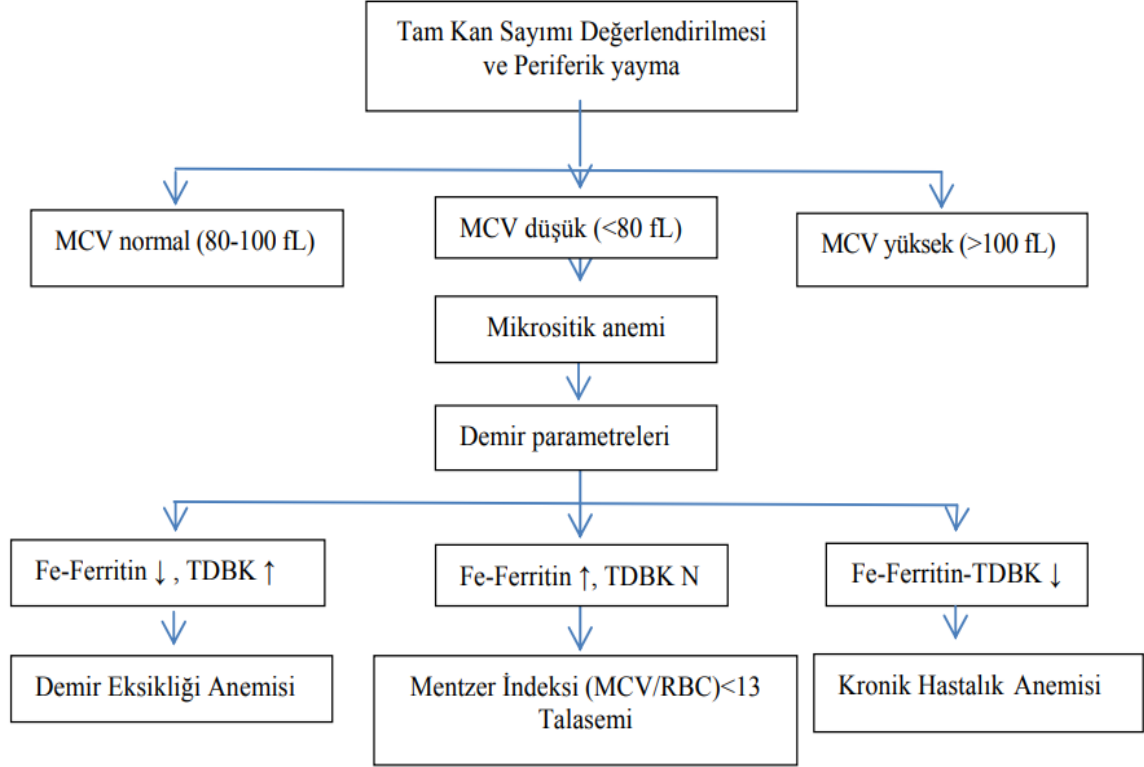 Tam Kan Sayımı Değerlendirilmesi
ve Periferik yayma
MCV normal (80-100 fL)
MCV düşük (<80 fL)
MCV yüksek (>100 fL)
Mikrositik anemi
Demir parametreleri
Fe-Ferritin ↓ , TDBK ↑
Fe-Ferritin ↑, TDBK N
Fe-Ferritin-TDBK ↓
Demir Eksikliği Anemisi
Mentzer İndeksi (MCV/RBC)<13
Talasemi
Kronik Hastalık Anemisi